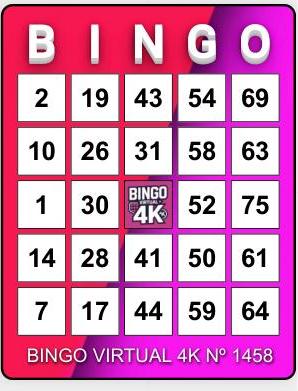 B I N G O
2 19 43 54 69
10 26 31 58 63
1 30 BINGO VIRTUAL 4K 52 75
14 28 41 50 61
7 17 44 59 64
BINGO VIRTUAL 4K Nº 1458